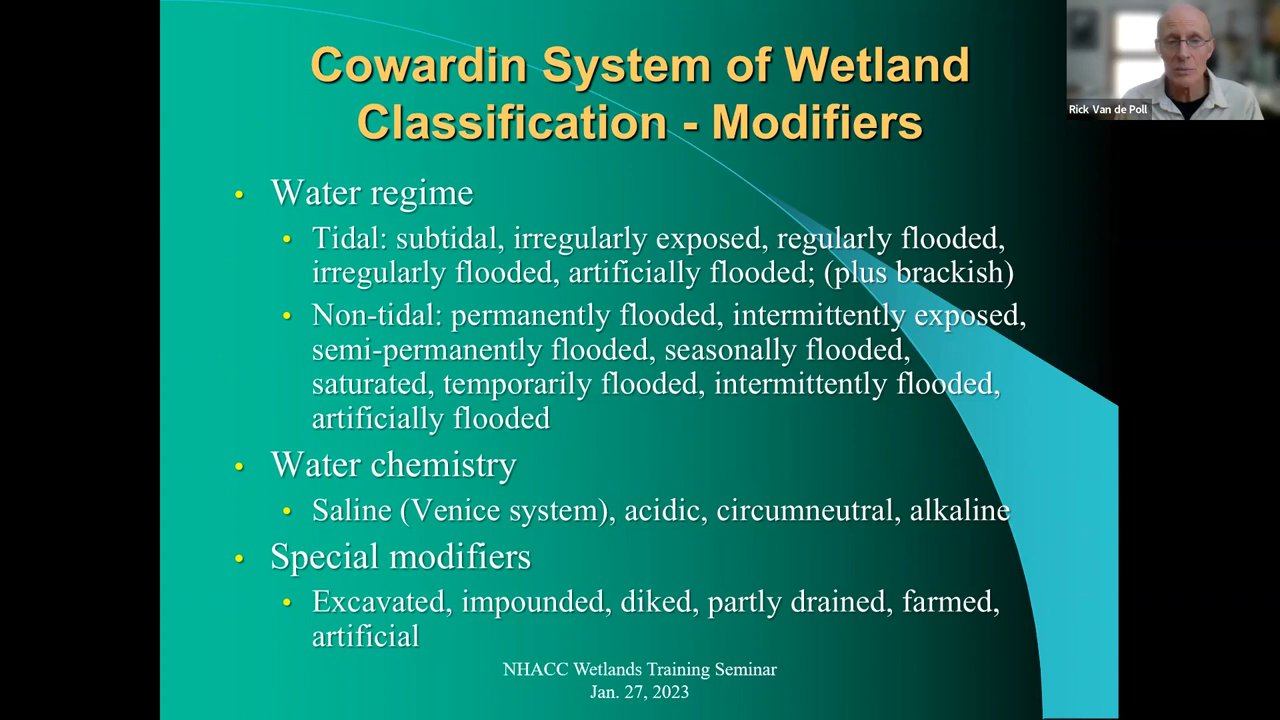 Cowardin System of Wetland
Classification - Modifiers
Rick Van de Poll
• Water regime
• Tidal: subtidal, irregularly exposed, regularly flooded,
irregularly flooded, artificially flooded; (plus brackish)
• Non-tidal: permanently flooded, intermittently exposed,
semi-permanently flooded, seasonally flooded,
saturated, temporarily flooded, intermittently flooded,
artificially flooded
• Water chemistry
• Saline (Venice system), acidic, circumneutral, alkaline
• Special modifiers
• Excavated, impounded, diked, partly drained, farmed,
artificial
NHACC Wetlands Training Seminar
Jan. 27, 2023